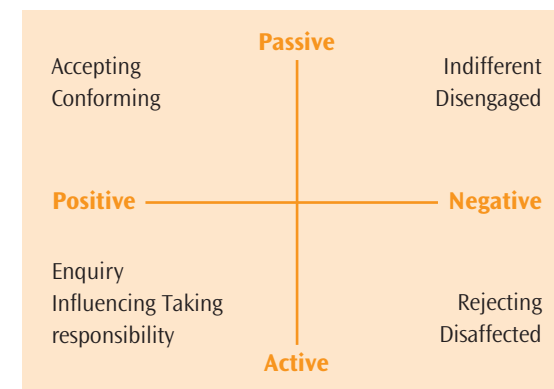 Passive
Accepting
Conforming
Indifferent
Disengaged
Positive
Negative
Enquiry
Influencing Taking
responsibility
Rejecting
Disaffected
Active